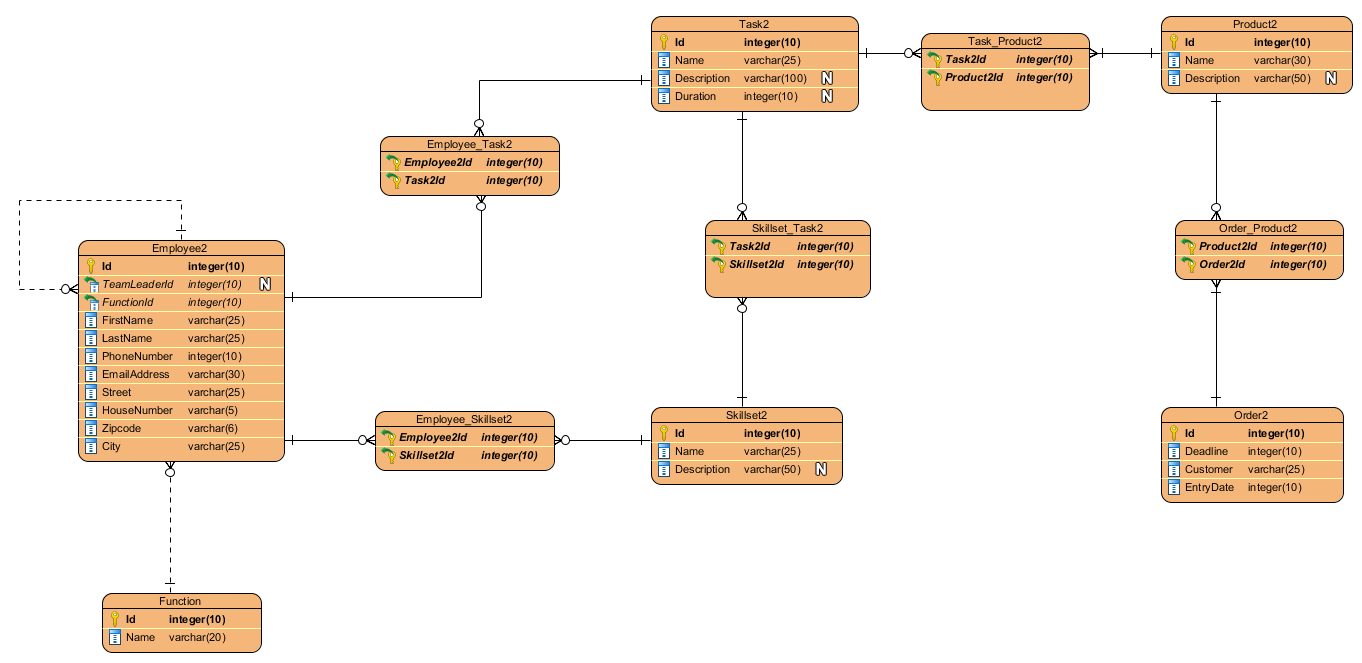 Task2
Id integer(10)
Name varchar(25)
Description varchar(100) N
Duration integer(10) N
Task_Product2
Task2Id integer(10)
Product2Id integer(10)
Product2
Id integer(10)
Name varchar(30)
Description varchar(50) N
Employee_Task2
Employee2Id integer(10)
Task2Id integer(10)
Employee2
Id integer(10)
TeamLeaderId integer(10) N
FunctionId integer(10)
FirstName varchar(25)
LastName varchar(25)
PhoneNumber integer(10)
EmailAddress varchar(30)
Street varchar(25)
HouseNumber varchar(5)
Zipcode varchar(6)
City varchar(25)
Skillset_Task2
Task2Id integer(10)
Skillset2Id integer(10)
Order_Product2
Product2Id integer(10)
Order2Id integer(10)
Employee_Skillset2
Employee2Id integer(10)
Skillset2Id integer(10)
Skillset2
Id integer(10)
Name varchar(25)
Description varchar(50) N
Order2
Id integer(10)
Deadline integer(10)
Customer varchar(25)
EntryDate integer(10)
Function
Id integer(10)
Name varchar(20)